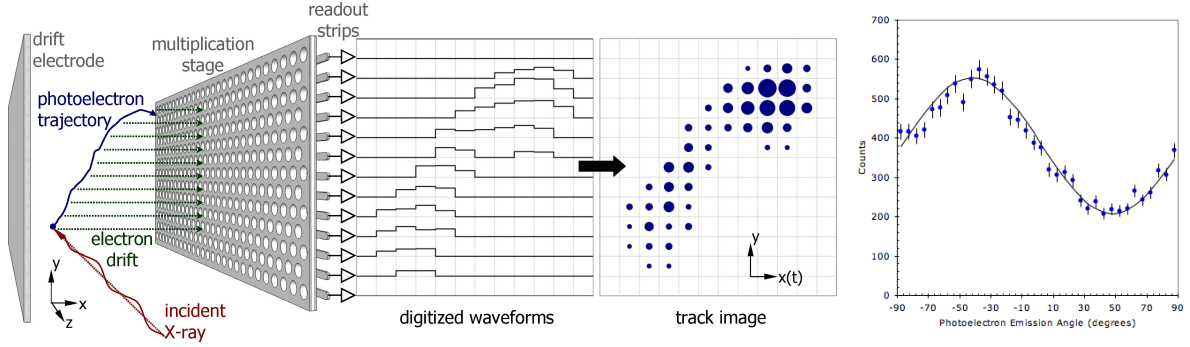 drift
electrode
multiplication
stage
readout
strips
photoelectron
trajectory
electron
drift
y
x
z
incident
X-ray
digitized waveforms
y
x(t)
track image
700
600
500
400
300
200
100
0
Counts
-90 -70 -50 -30 -10 10 30 50 70 90
Photoelectron Emission Angle (degrees)